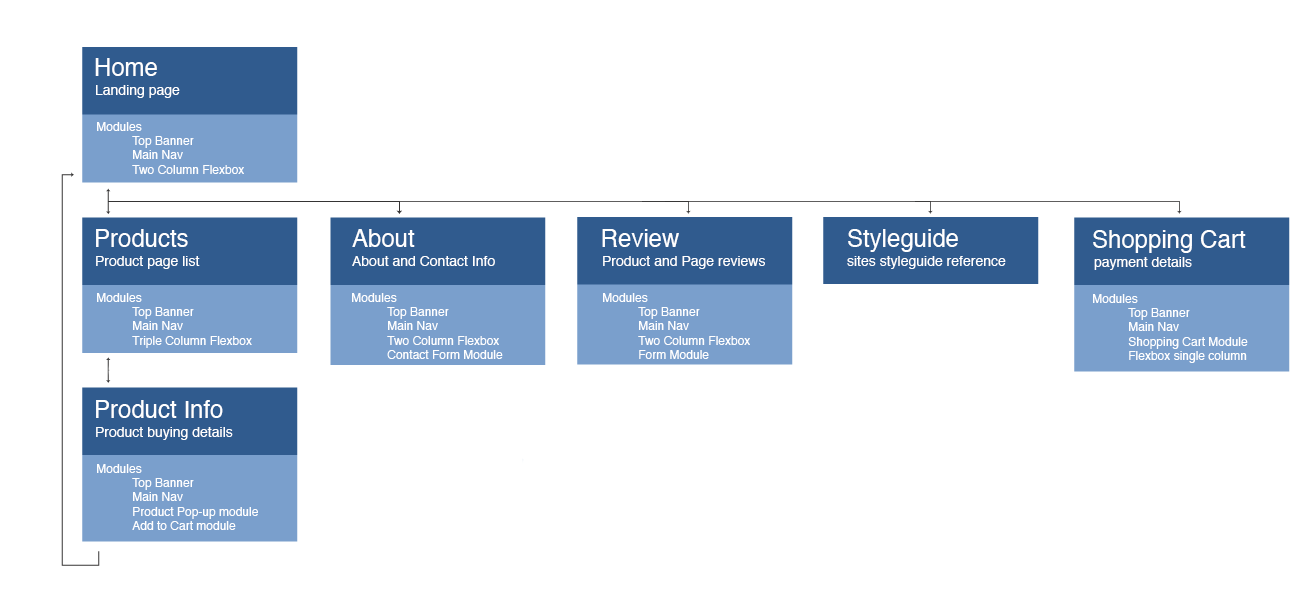 Home
Landing page
Modules
Top Banner
Main Nav
Two Column Flexbox
Products
Product page list
Modules
Top Banner
Main Nav
Triple Column Flexbox
About
About and Contact Info
Modules
Top Banner
Main Nav
Two Column Flexbox
Contact Form Module
Review
Product and Page reviews
Modules
Top Banner
Main Nav
Two Column Flexbox
Form Module
Styleguide
sites styleguide reference
Shopping Cart
payment details
Modules
Top Banner
Main Nav
Shopping Cart Module
Flexbox single column
Product Info
Product buying details
Modules
Top Banner
Main Nav
Product Pop-up module
Add to Cart module